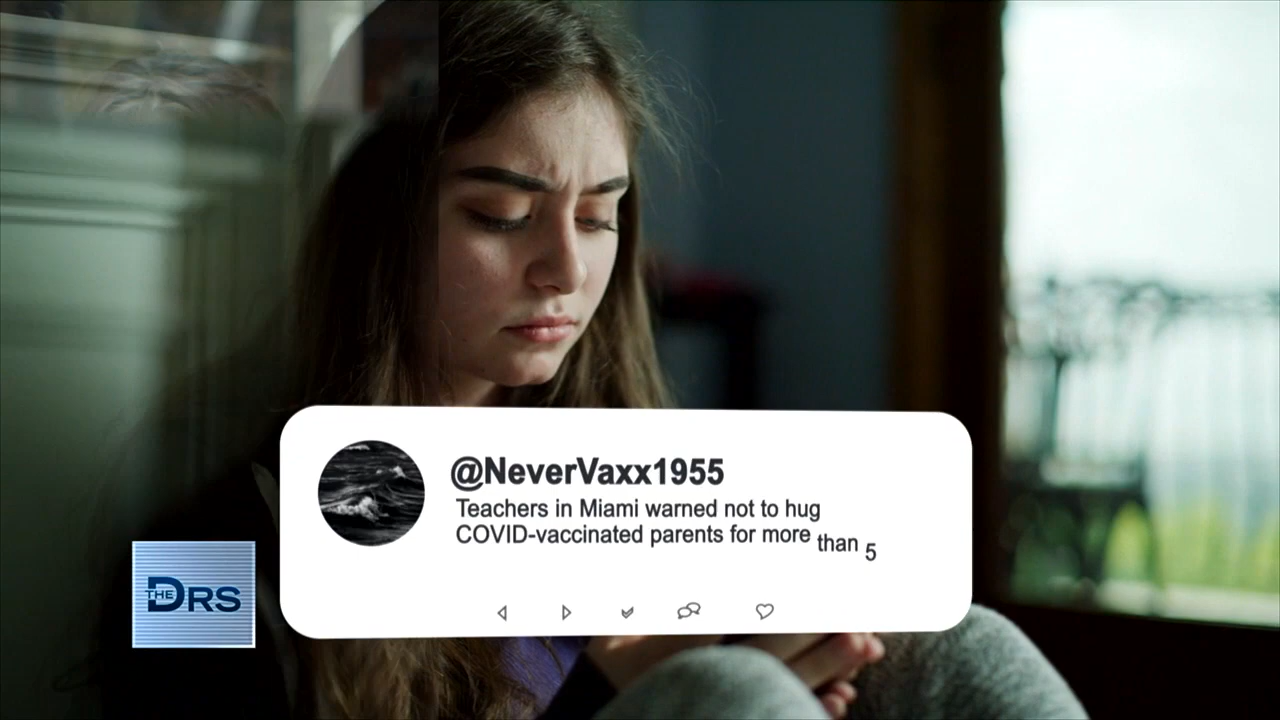 @NeverVaxx1955
Teachers in Miami warned not to hug
COVID-vaccinated parents for more than 5
THE DRS